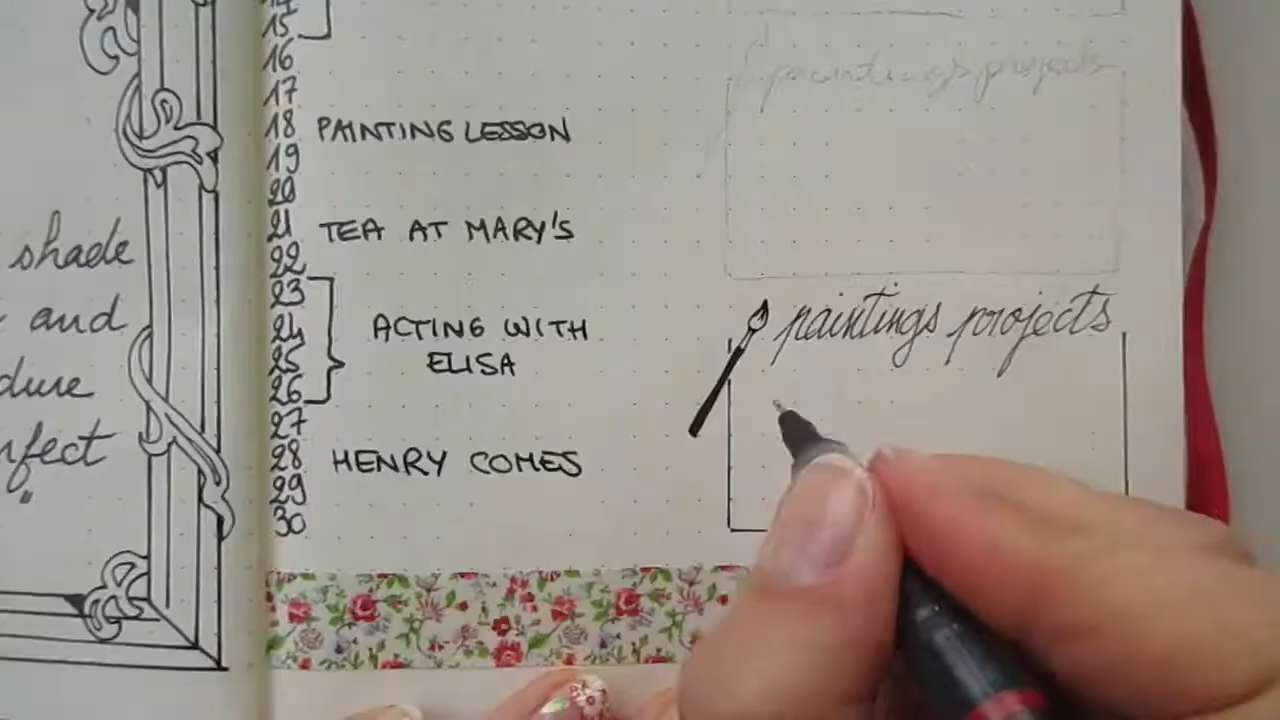 15
16
17
18 PAINTING LESSON
19
20
21 TEA AT MARY'S
22
23
24 ACTING WITH
25 ELISA
26
27
28 HENRY COMES
29
30
shade
and
dure
rfect
"
paintings projects
paintings projects